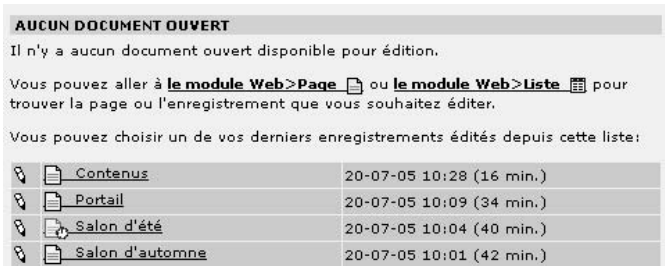 AUCUN DOCUMENT OUVERT
Il n'y a aucun document ouvert disponible pour édition.
Vous pouvez aller à le module Web>Page ou le module Web>Liste pour
trouver la page ou l'enregistrement que vous souhaitez éditer.
Vous pouvez choisir un de vos derniers enregistrements édités depuis cette liste:
Contenus 20-07-05 10:28 (16 min.)
Portail 20-07-05 10:09 (34 min.)
Salon d'été 20-07-05 10:04 (40 min.)
Salon d'automne 20-07-05 10:01 (42 min.)